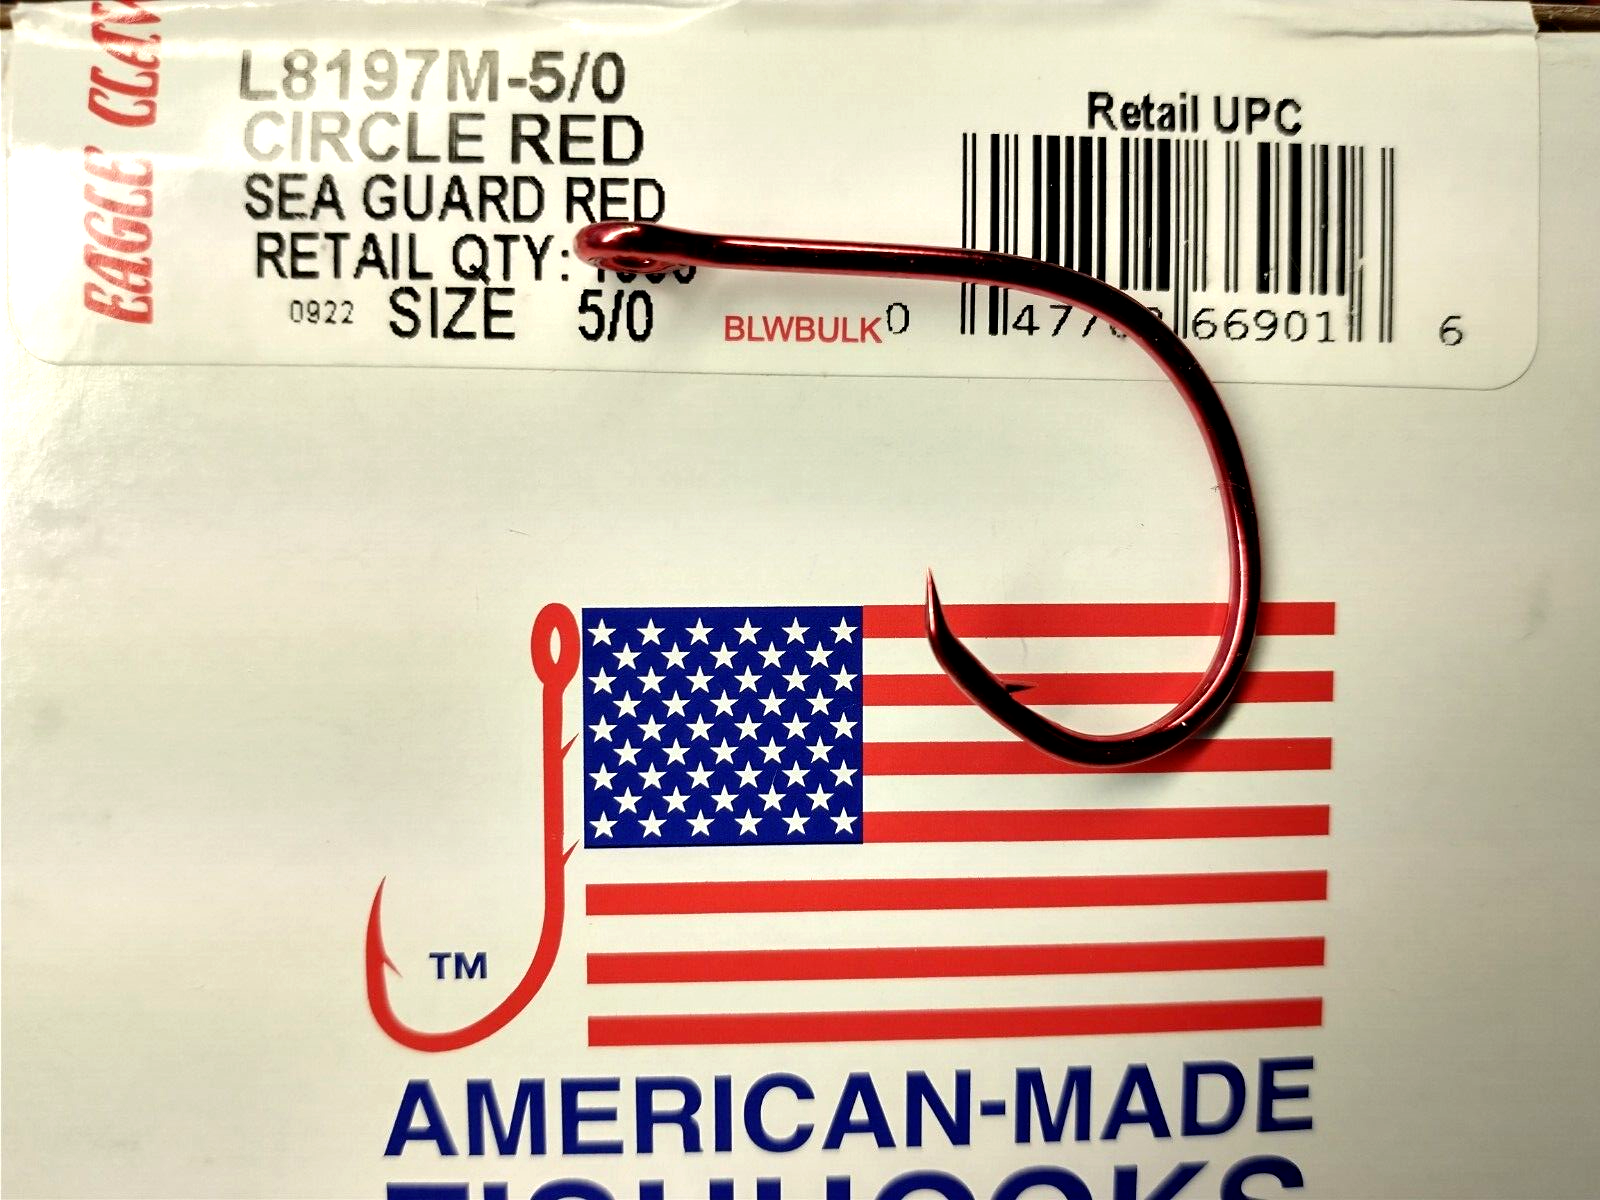 EAGLE CLAW
L8197M-5/0
CIRCLE RED
SEA GUARD RED
RETAIL QTY:
0922 SIZE 5/0
BLWBULK
Retail UPC
0 66901 6
TM
AMERICAN-MADE
FISHHOOKS